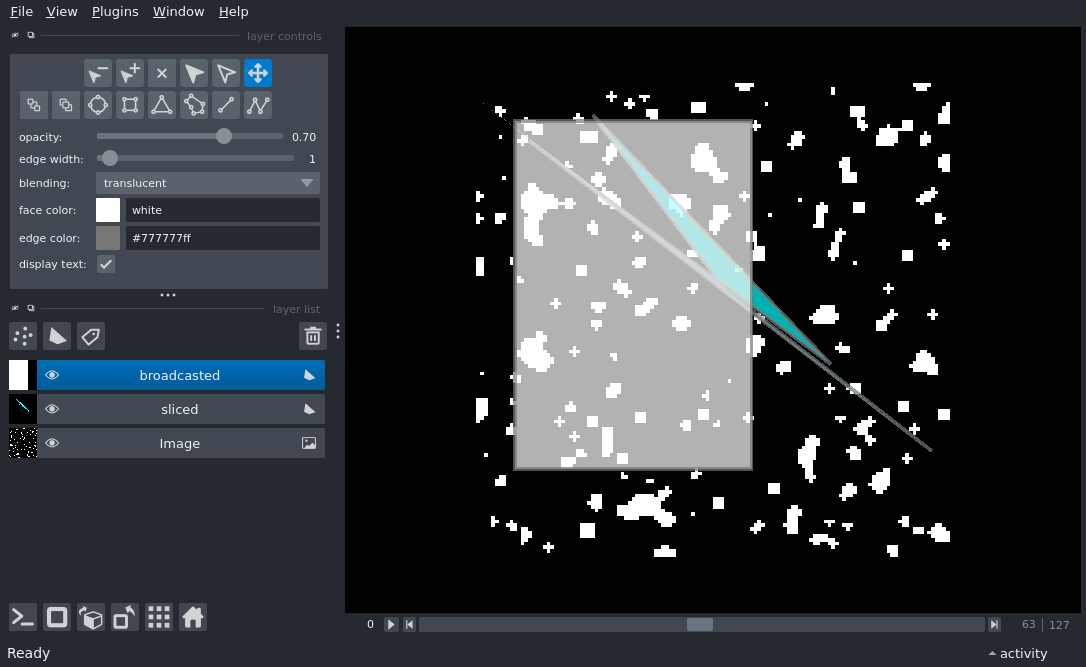 File View Plugins Window Help
layer controls
opacity: 0.70
edge width: 1
blending: translucent
face color: white
edge color: #777777ff
display text:
layer list
broadcasted
sliced
Image
0 63 127
Ready activity